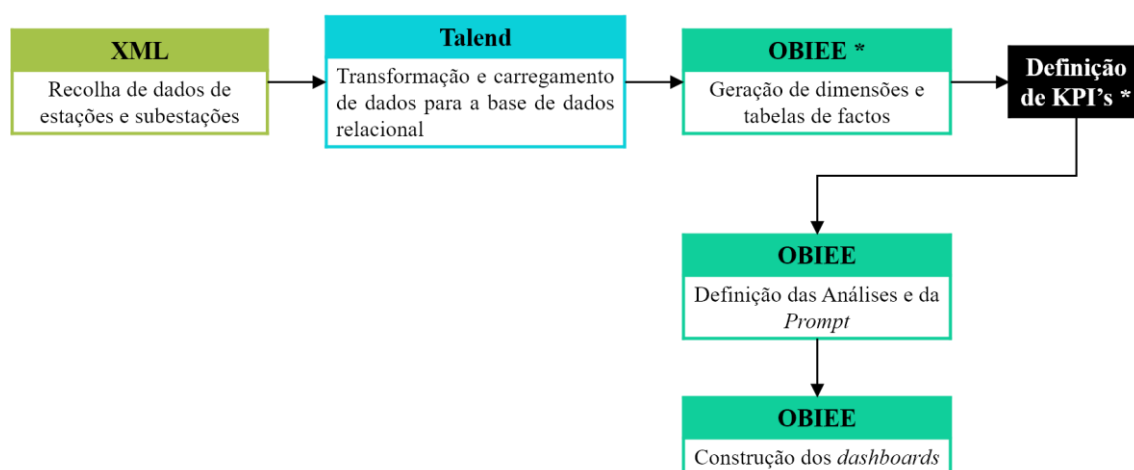 XML
Recolha de dados de
estações e subestações
Talend
Transformação e carregamento
de dados para a base de dados
relacional
OBIEE *
Geração de dimensões e
tabelas de factos
Definição
de KPI’s *
OBIEE
Definição das Análises e da
Prompt
OBIEE
Construção dos dashboards